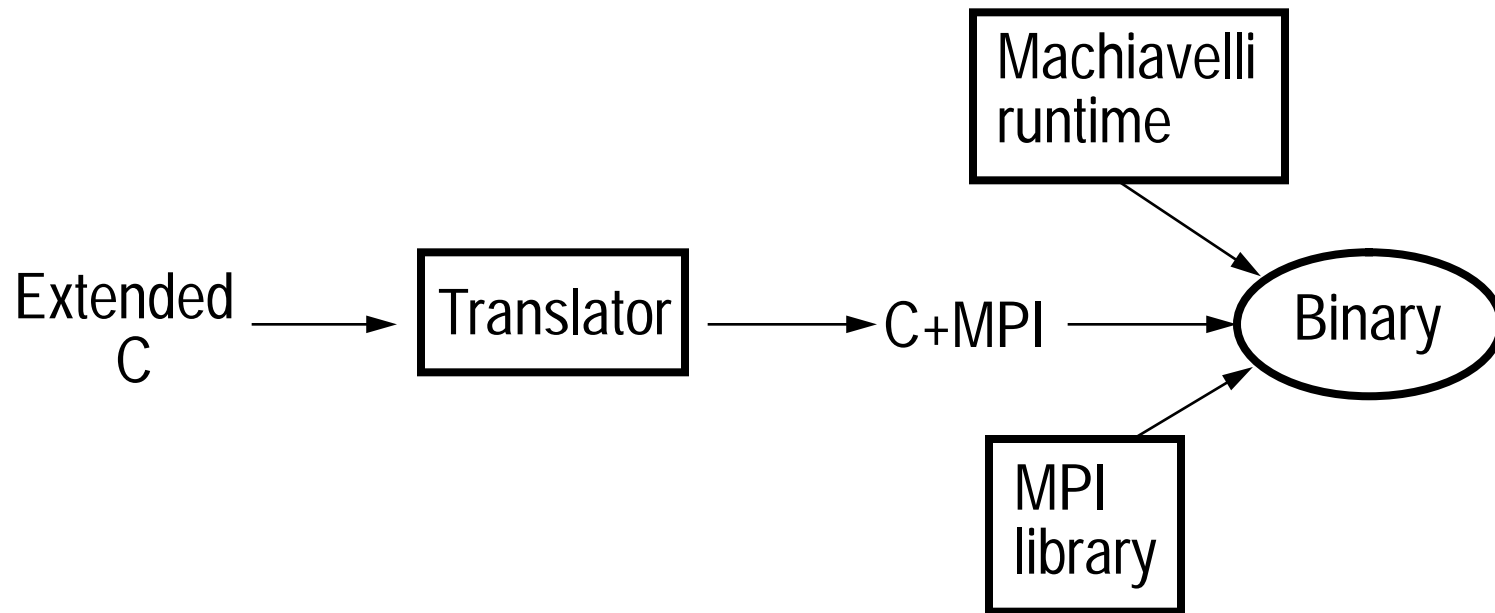 Machiavelli
runtime
Extended
C
Translator
C+MPI
Binary
MPI
library